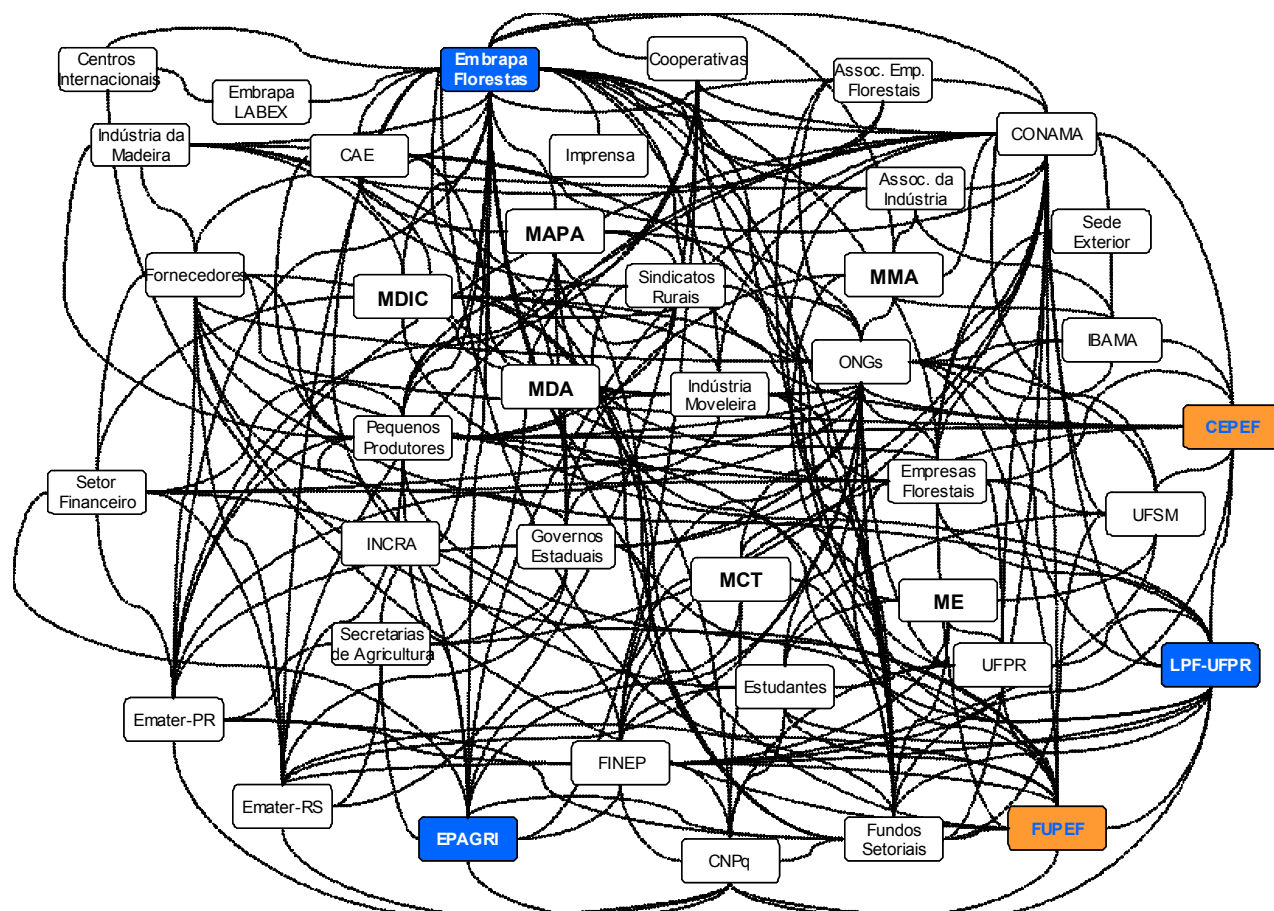 Centros
Internacionais
Embrapa
Florestas
Cooperativas
Assoc. Emp.
Florestais
Embrapa
LABEX
Indústria da
Madeira
CAE
Imprensa
CONAMA
Assoc. da
Indústria
MAPA
Sede
Exterior
Fornecedores
MDIC
Sindicatos
Rurais
MMA
IBAMA
ONGs
MDA
Indústria
Moveleira
CEPEF
Pequenos
Produtores
Setor
Financeiro
Empresas
Florestais
UFSM
INCRA
Governos
Estaduais
MCT
ME
Secretarias
de Agricultura
UFPR
LPF-UFPR
Estudantes
Emater-PR
FINEP
Emater-RS
EPAGRI
Fundos
Setoriais
FUPEF
CNPq